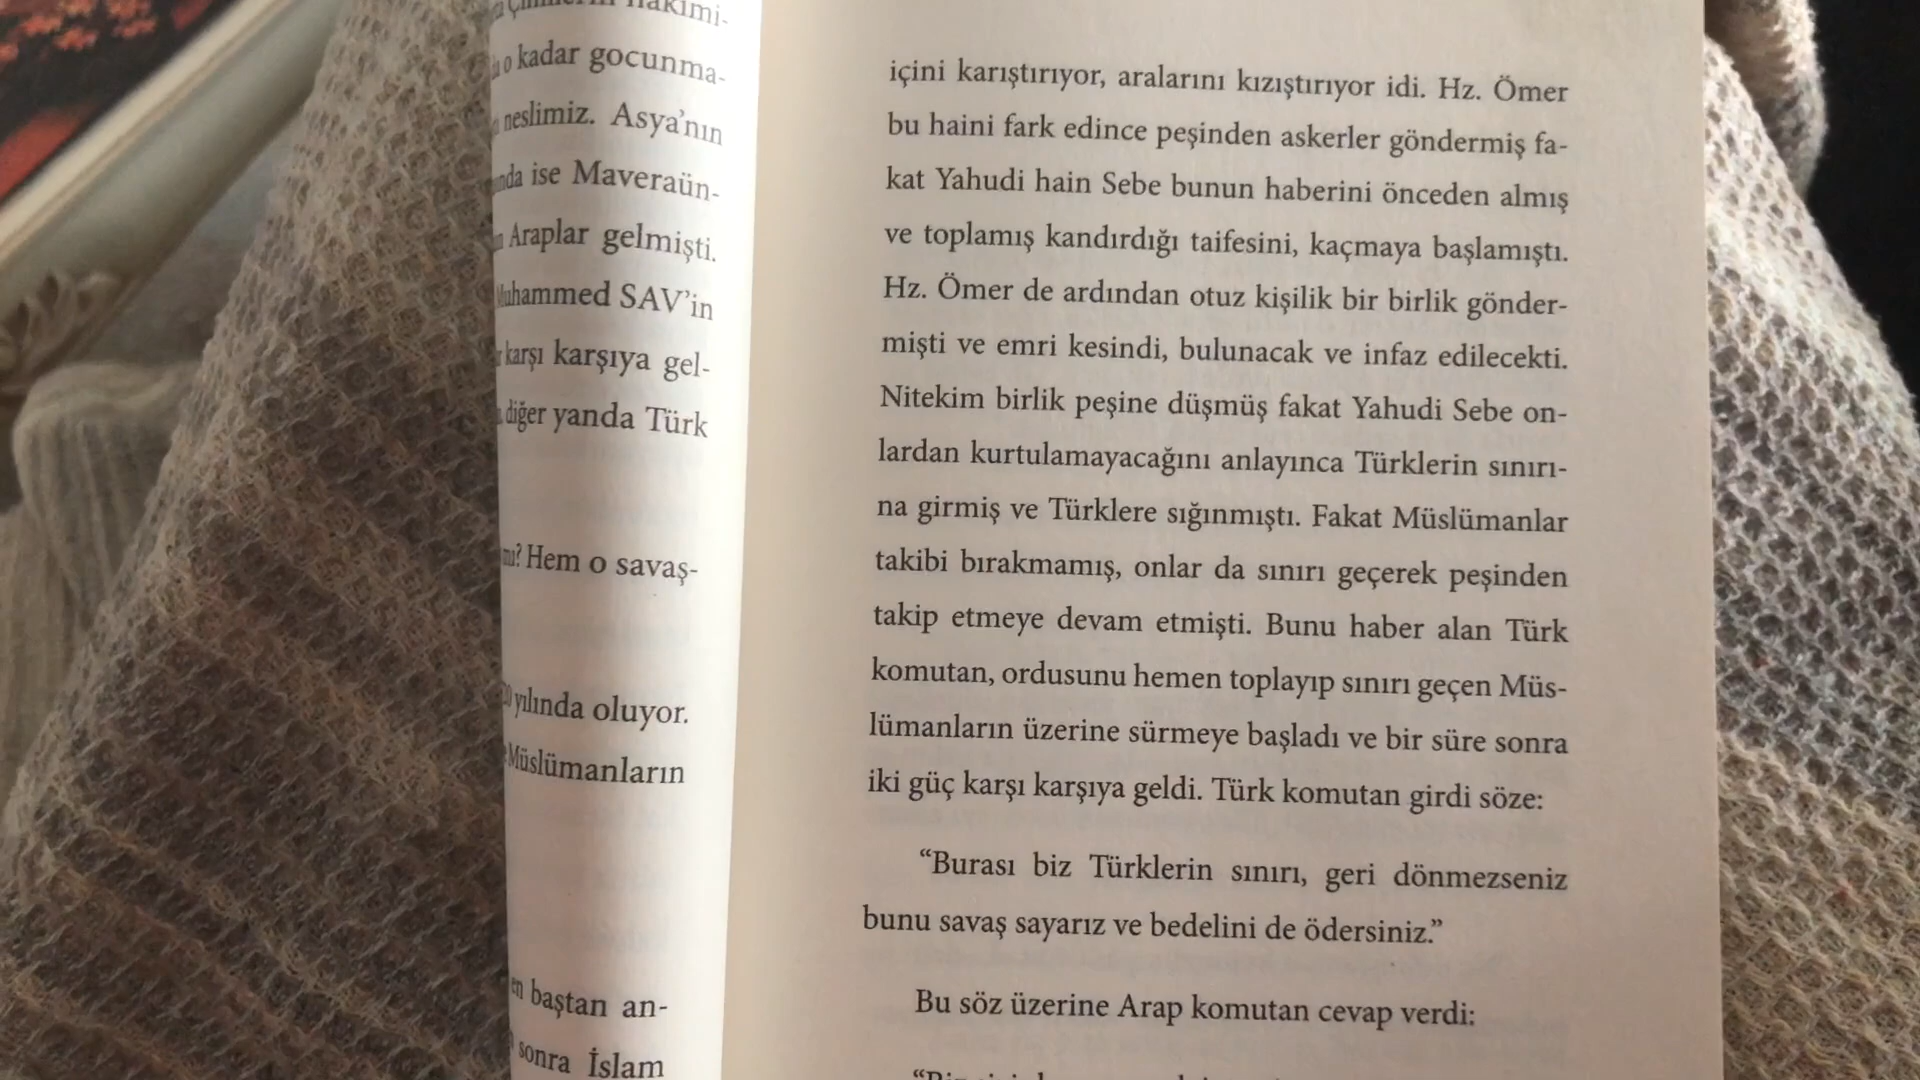 hakimi-
o kadar gocunma-
neslimiz. Asya’nın
ise Maveraün-
Araplar gelmişti.
Muhammed SAV’in
karşı karşıya gel-
diğer yanda Türk
Hem o savaş-
yılında oluyor.
Müslümanların
baştan an-
sonra İslam
içini karıştırıyor, aralarını kızıştırıyor idi. Hz. Ömer
bu haini fark edince peşinden askerler göndermiş fa-
kat Yahudi hain Sebe bunun haberini önceden almış
ve toplamış kandırdığı taifesini, kaçmaya başlamıştı.
Hz. Ömer de ardından otuz kişilik bir birlik gönder-
mişti ve emri kesindi, bulunacak ve infaz edilecekti.
Nitekim birlik peşine düşmüş fakat Yahudi Sebe on-
lardan kurtulamayacağını anlayınca Türklerin sınırı-
na girmiş ve Türklere sığınmıştı. Fakat Müslümanlar
takibi bırakmamış, onlar da sınırı geçerek peşinden
takip etmeye devam etmişti. Bunu haber alan Türk
komutan, ordusunu hemen toplayıp sınırı geçen Müs-
lümanların üzerine sürmeye başladı ve bir süre sonra
iki güç karşı karşıya geldi. Türk komutan girdi söze:
“Burası biz Türklerin sınırı, geri dönmezseniz
bunu savaş sayarız ve bedelini de ödersiniz.”
Bu söz üzerine Arap komutan cevap verdi: